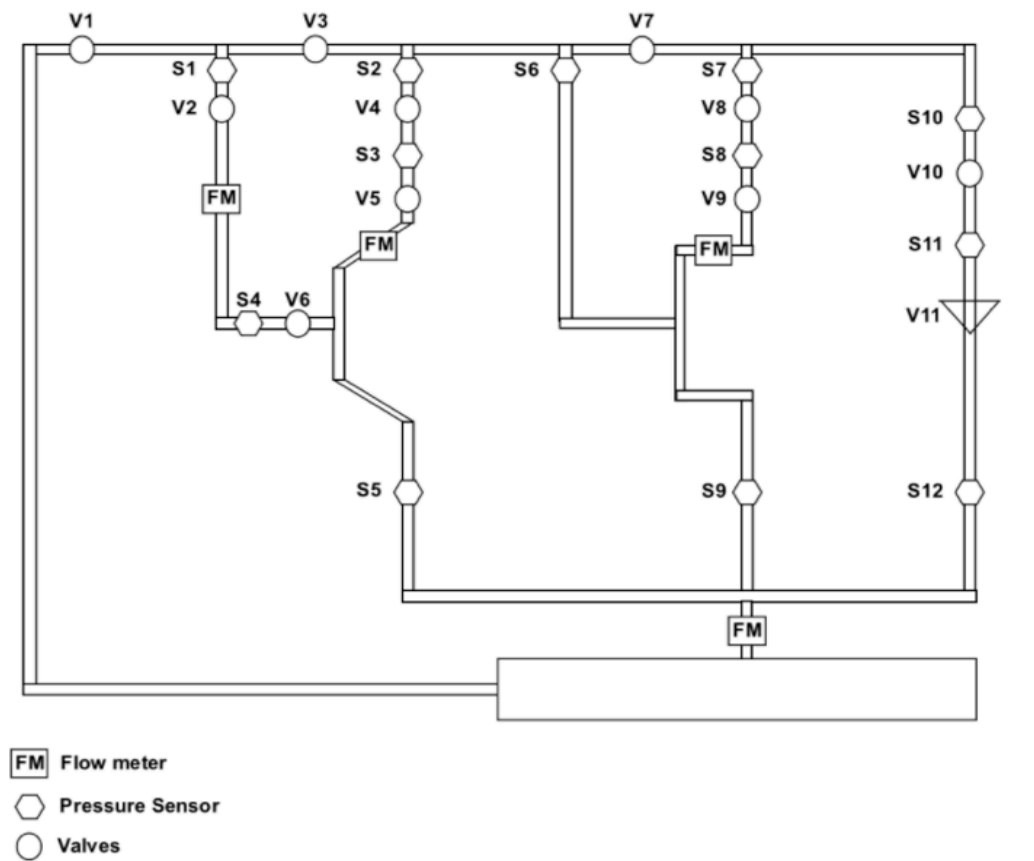 V1 V3 V7
S1 S2 S6 S7
V2 V4 V8 S10
S3 S8 V10
FM V5 V9
FM FM S11
S4 V6 V11
S5 S9 S12
FM
FM Flow meter
Pressure Sensor
Valves